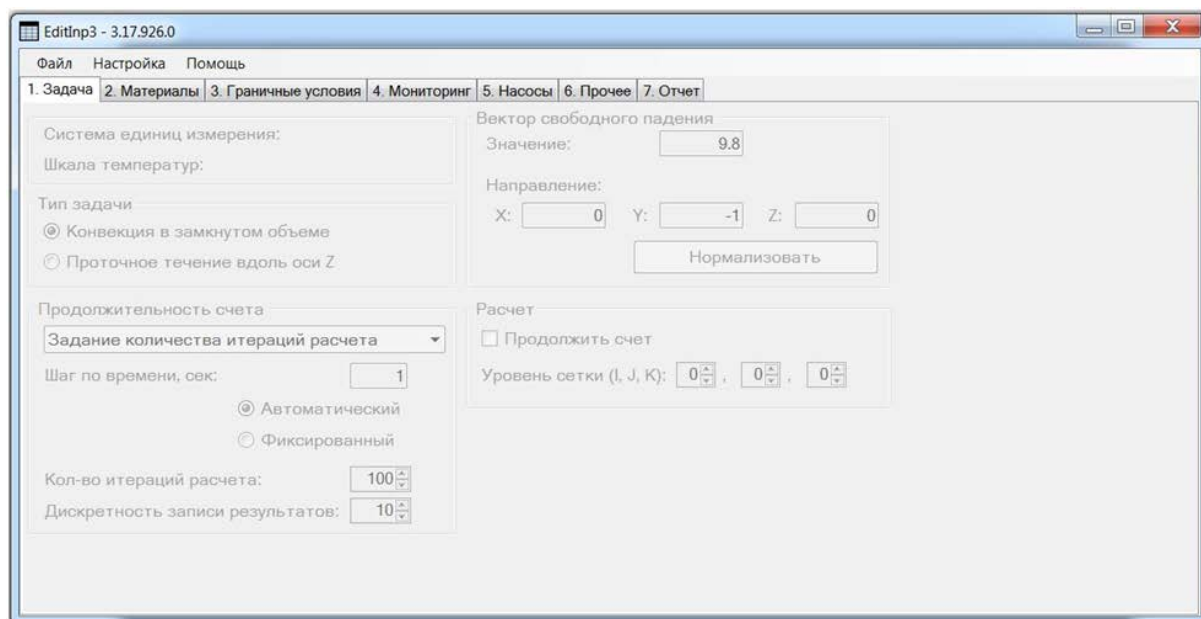 EditInp3 - 3.17.926.0
Файл Настройка Помощь
1. Задача 2. Материалы 3. Граничные условия 4. Мониторинг 5. Насосы 6. Прочее 7. Отчет
Система единиц измерения:
Шкала температур:
Тип задачи
Конвекция в замкнутом объеме
Проточное течение вдоль оси Z
Продолжительность счета
Задание количества итераций расчета
Шаг по времени, сек: 1
Автоматический
Фиксированный
Кол-во итераций расчета: 100
Дискретность записи результатов: 10
Вектор свободного падения
Значение: 9.8
Направление:
X: 0 Y: -1 Z: 0
Нормализовать
Расчет
Продолжить счет
Уровень сетки (I, J, K): 0 , 0 , 0